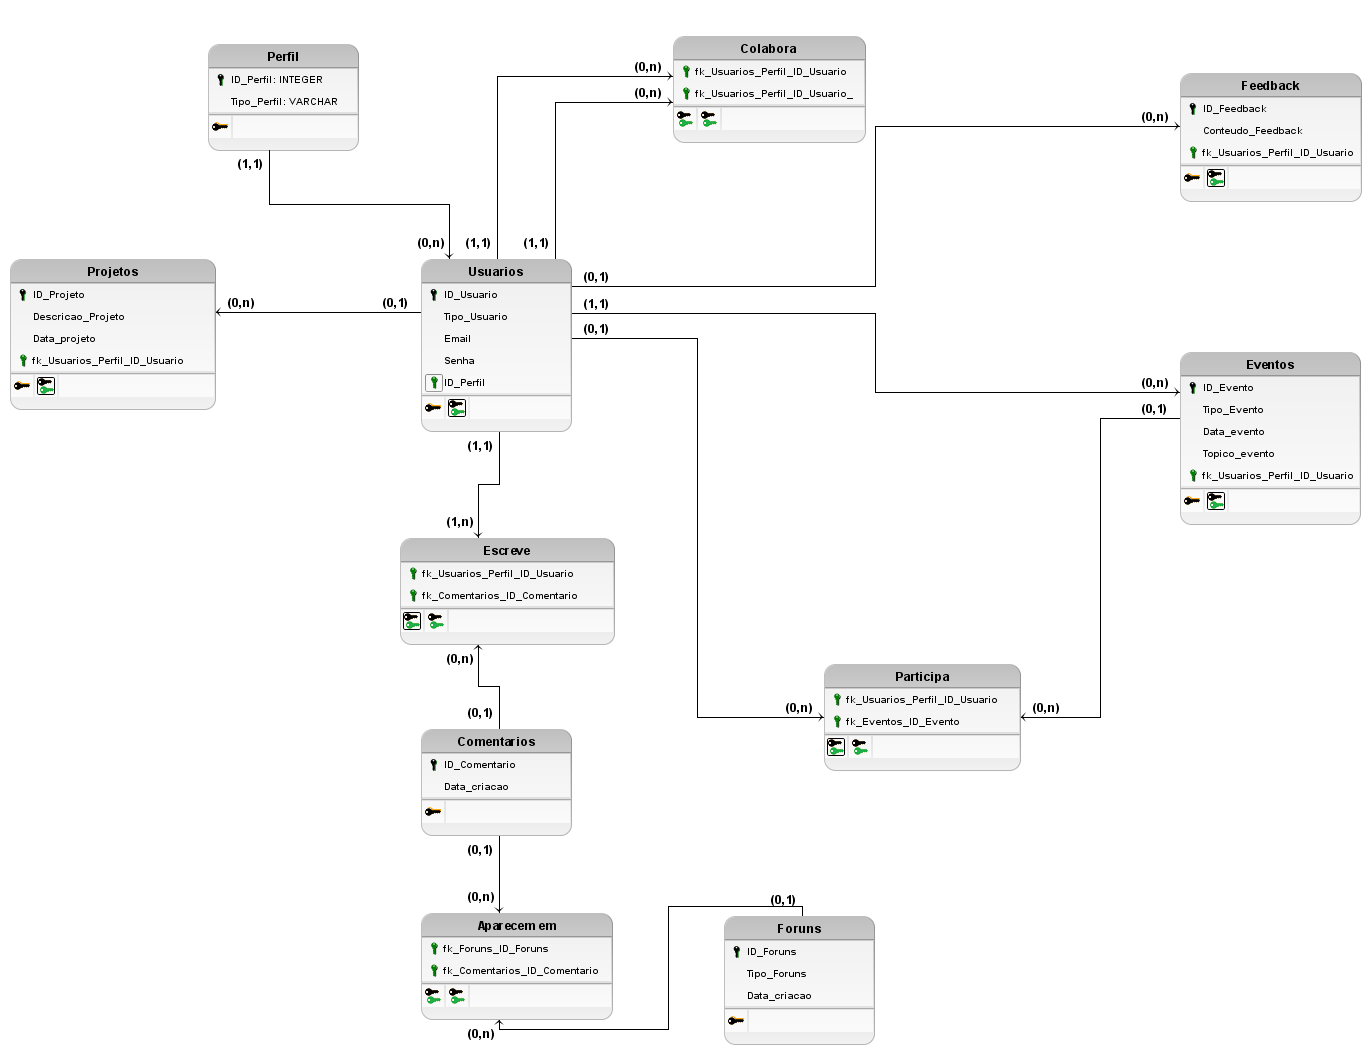 Perfil
ID_Perfil: INTEGER
Tipo_Perfil: VARCHAR
(1,1)
(0,n)
Colabora
fk_Usuarios_Perfil_ID_Usuario
fk_Usuarios_Perfil_ID_Usuario_
(0,n)
(0,n)
(1,1)
(1,1)
Feedback
ID_Feedback
Conteudo_Feedback
fk_Usuarios_Perfil_ID_Usuario
(0,n)
Projetos
ID_Projeto
Descricao_Projeto
Data_projeto
fk_Usuarios_Perfil_ID_Usuario
(0,n)
(0,1)
Usuarios
ID_Usuario
Tipo_Usuario
Email
Senha
ID_Perfil
(0,1)
(1,1)
(0,1)
(1,1)
Eventos
ID_Evento
Tipo_Evento
Data_evento
Topico_evento
fk_Usuarios_Perfil_ID_Usuario
(0,n)
(0,1)
(1,n)
Escreve
fk_Usuarios_Perfil_ID_Usuario
fk_Comentarios_ID_Comentario
(0,n)
(0,1)
Participa
fk_Usuarios_Perfil_ID_Usuario
fk_Eventos_ID_Evento
(0,n)
(0,n)
Comentarios
ID_Comentario
Data_criacao
(0,1)
(0,n)
Aparecem em
fk_Foruns_ID_Foruns
fk_Comentarios_ID_Comentario
(0,n)
(0,1)
Foruns
ID_Foruns
Tipo_Foruns
Data_criacao